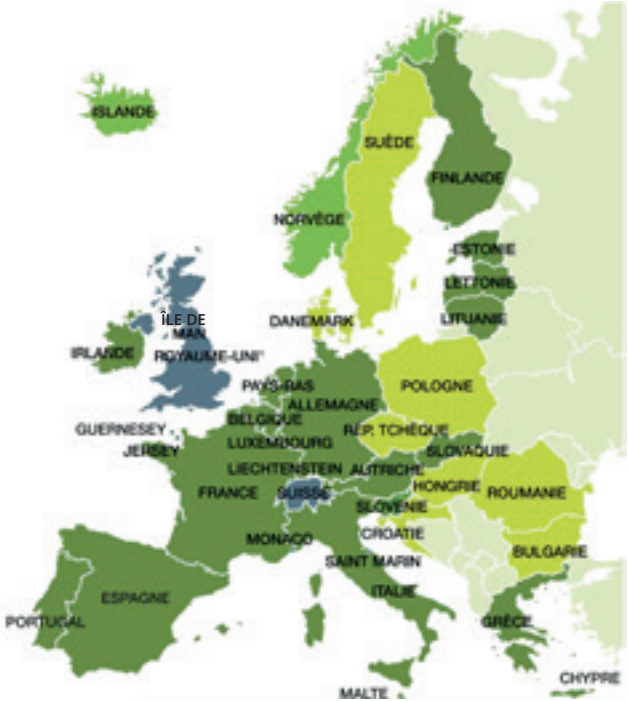 ISLANDE
SUÈDE
FINLANDE
NORVÈGE
ESTONIE
LETTONIE
LITUANIE
ÎLE DE
MAN
DANEMARK
IRLANDE
ROYAUME-UNI¹
PAYS-BAS
POLOGNE
ALLEMAGNE
BELGIQUE
GUERNESEY
RÉP. TCHÈQUE
JERSEY
LUXEMBOURG
SLOVAQUIE
LIECHTENSTEIN
AUTRICHE
HONGRIE
FRANCE
SUISSE
ROUMANIE
SLOVÉNIE
CROATIE
MONACO
BULGARIE
SAINT MARIN
ITALIE
ESPAGNE
PORTUGAL
GRÈCE
CHYPRE
MALTE